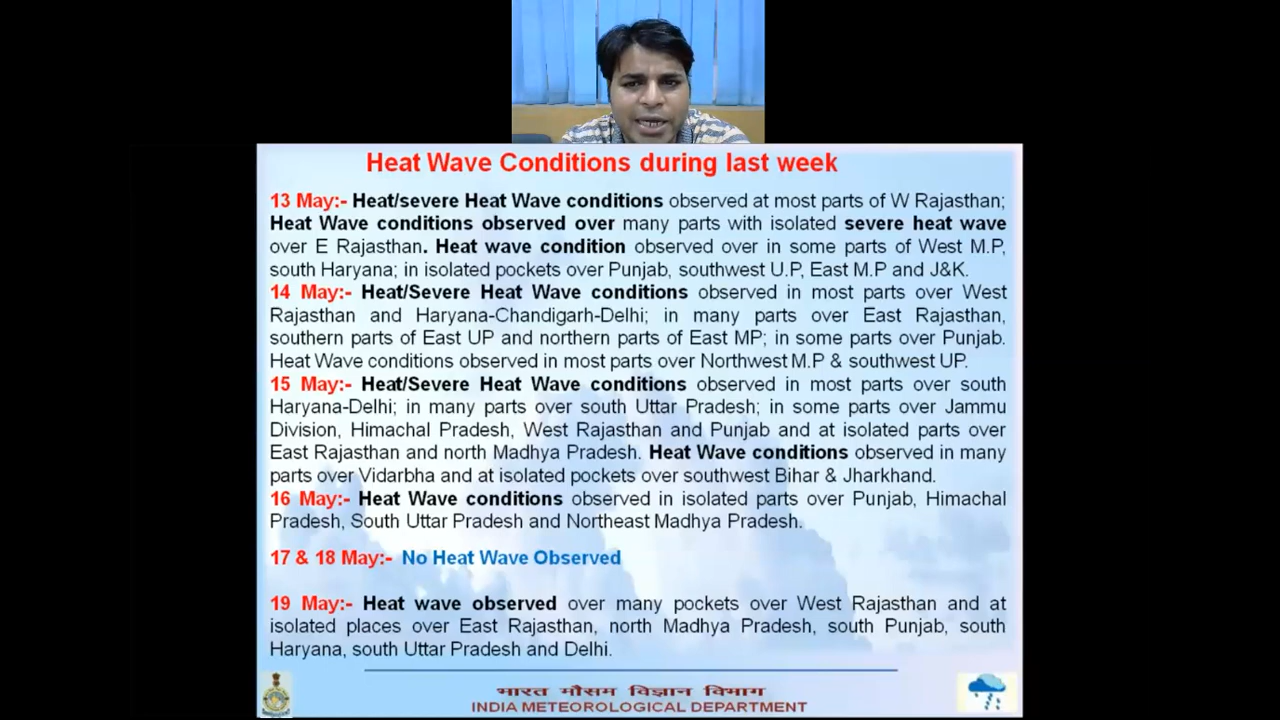 Heat Wave Conditions during last week
13 May:- Heat/severe Heat Wave conditions observed at most parts of W Rajasthan;
Heat Wave conditions observed over many parts with isolated severe heat wave
over E Rajasthan. Heat wave condition observed over in some parts of West M.P,
south Haryana; in isolated pockets over Punjab, southwest U.P, East M.P and J&K.
14 May:- Heat/Severe Heat Wave conditions observed in most parts over West
Rajasthan and Haryana-Chandigarh-Delhi; in many parts over East Rajasthan,
southern parts of East UP and northern parts of East MP; in some parts over Punjab.
Heat Wave conditions observed in most parts over Northwest M.P & southwest UP.
15 May:- Heat/Severe Heat Wave conditions observed in most parts over south
Haryana-Delhi; in many parts over south Uttar Pradesh; in some parts over Jammu
Division, Himachal Pradesh, West Rajasthan and Punjab and at isolated parts over
East Rajasthan and north Madhya Pradesh. Heat Wave conditions observed in many
parts over Vidarbha and at isolated pockets over southwest Bihar & Jharkhand.
16 May:- Heat Wave conditions observed in isolated parts over Punjab, Himachal
Pradesh, South Uttar Pradesh and Northeast Madhya Pradesh.
17 & 18 May:- No Heat Wave Observed
19 May:- Heat wave observed over many pockets over West Rajasthan and at
isolated places over East Rajasthan, north Madhya Pradesh, south Punjab, south
Haryana, south Uttar Pradesh and Delhi.
भारत मौसम विज्ञान विभाग
INDIA METEOROLOGICAL DEPARTMENT